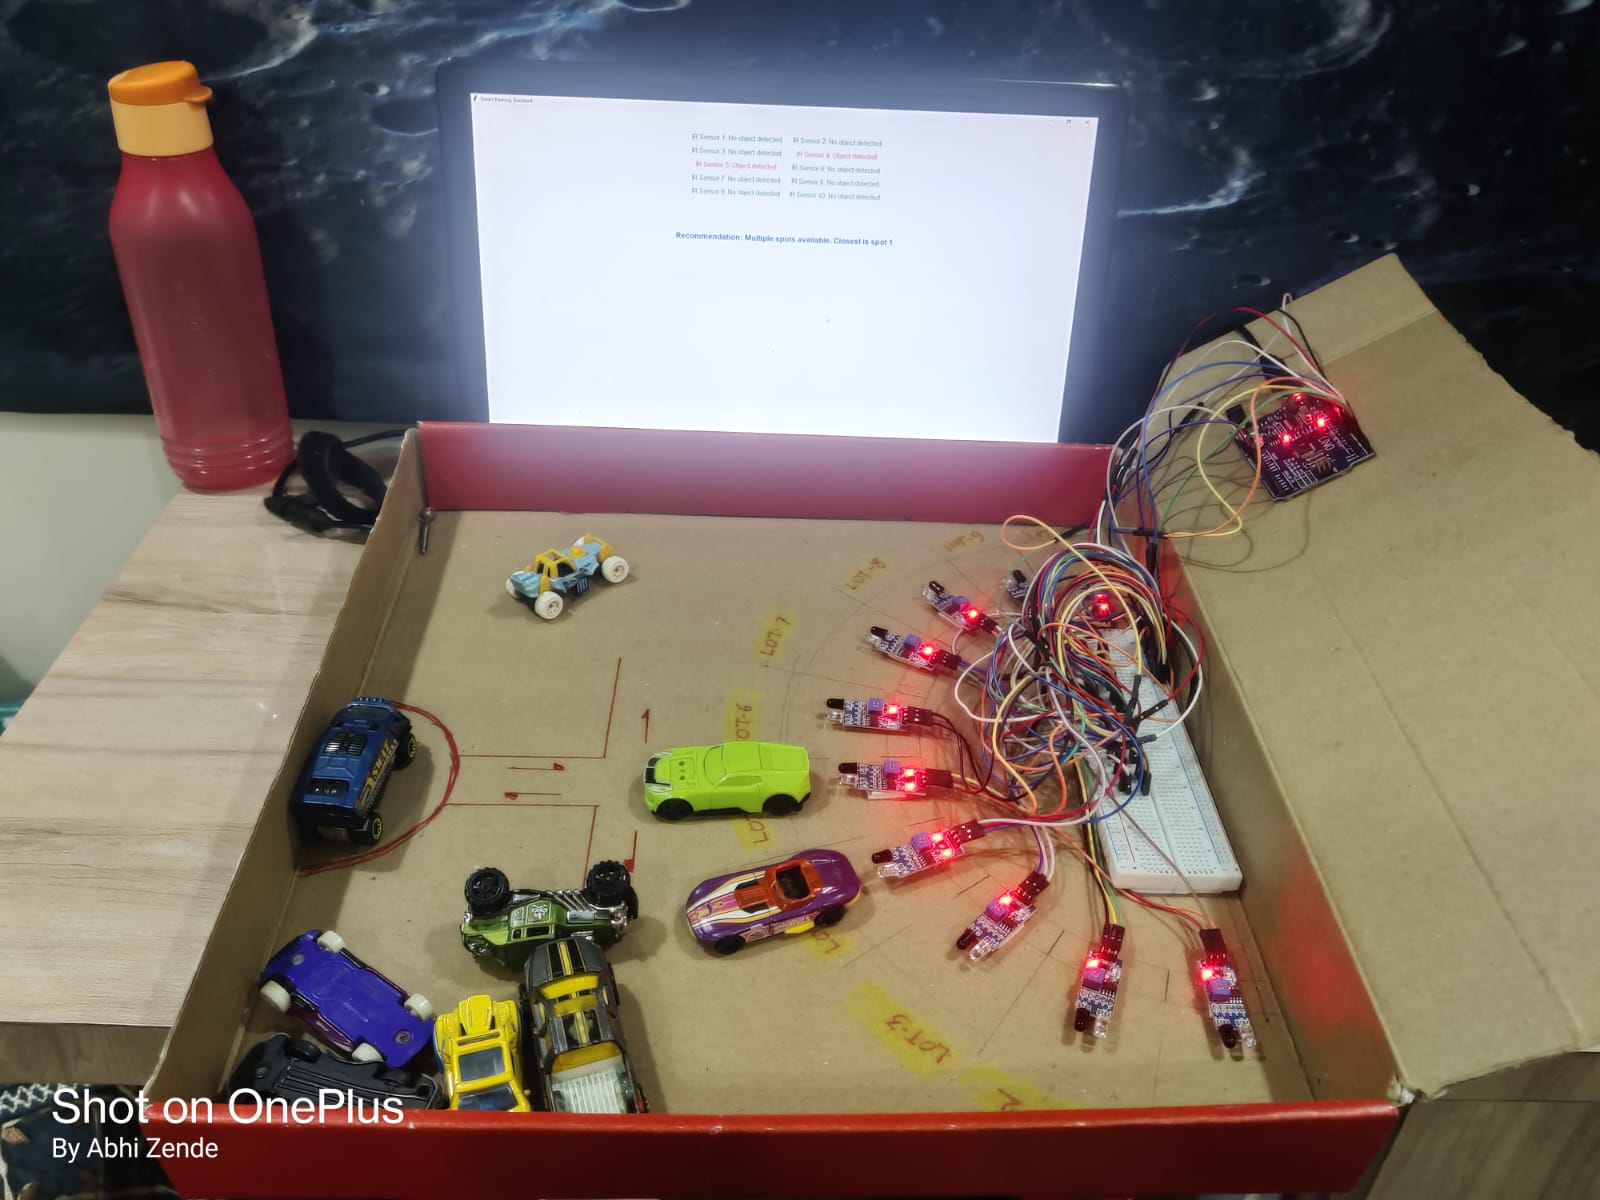 Smart Parking Assistant
IR Sensor 1: No object detected IR Sensor 2: No object detected
IR Sensor 3: No object detected IR Sensor 4: Object detected
IR Sensor 5: Object detected IR Sensor 6: No object detected
IR Sensor 7: No object detected IR Sensor 8: No object detected
IR Sensor 9: No object detected IR Sensor 10: No object detected
Recommendation: Multiple spots available. Closest is spot 1
UNO
LOT-9
LOT-8
LOT-7
LOT-6
LOT-3
Shot on OnePlus
By Abhi Zende